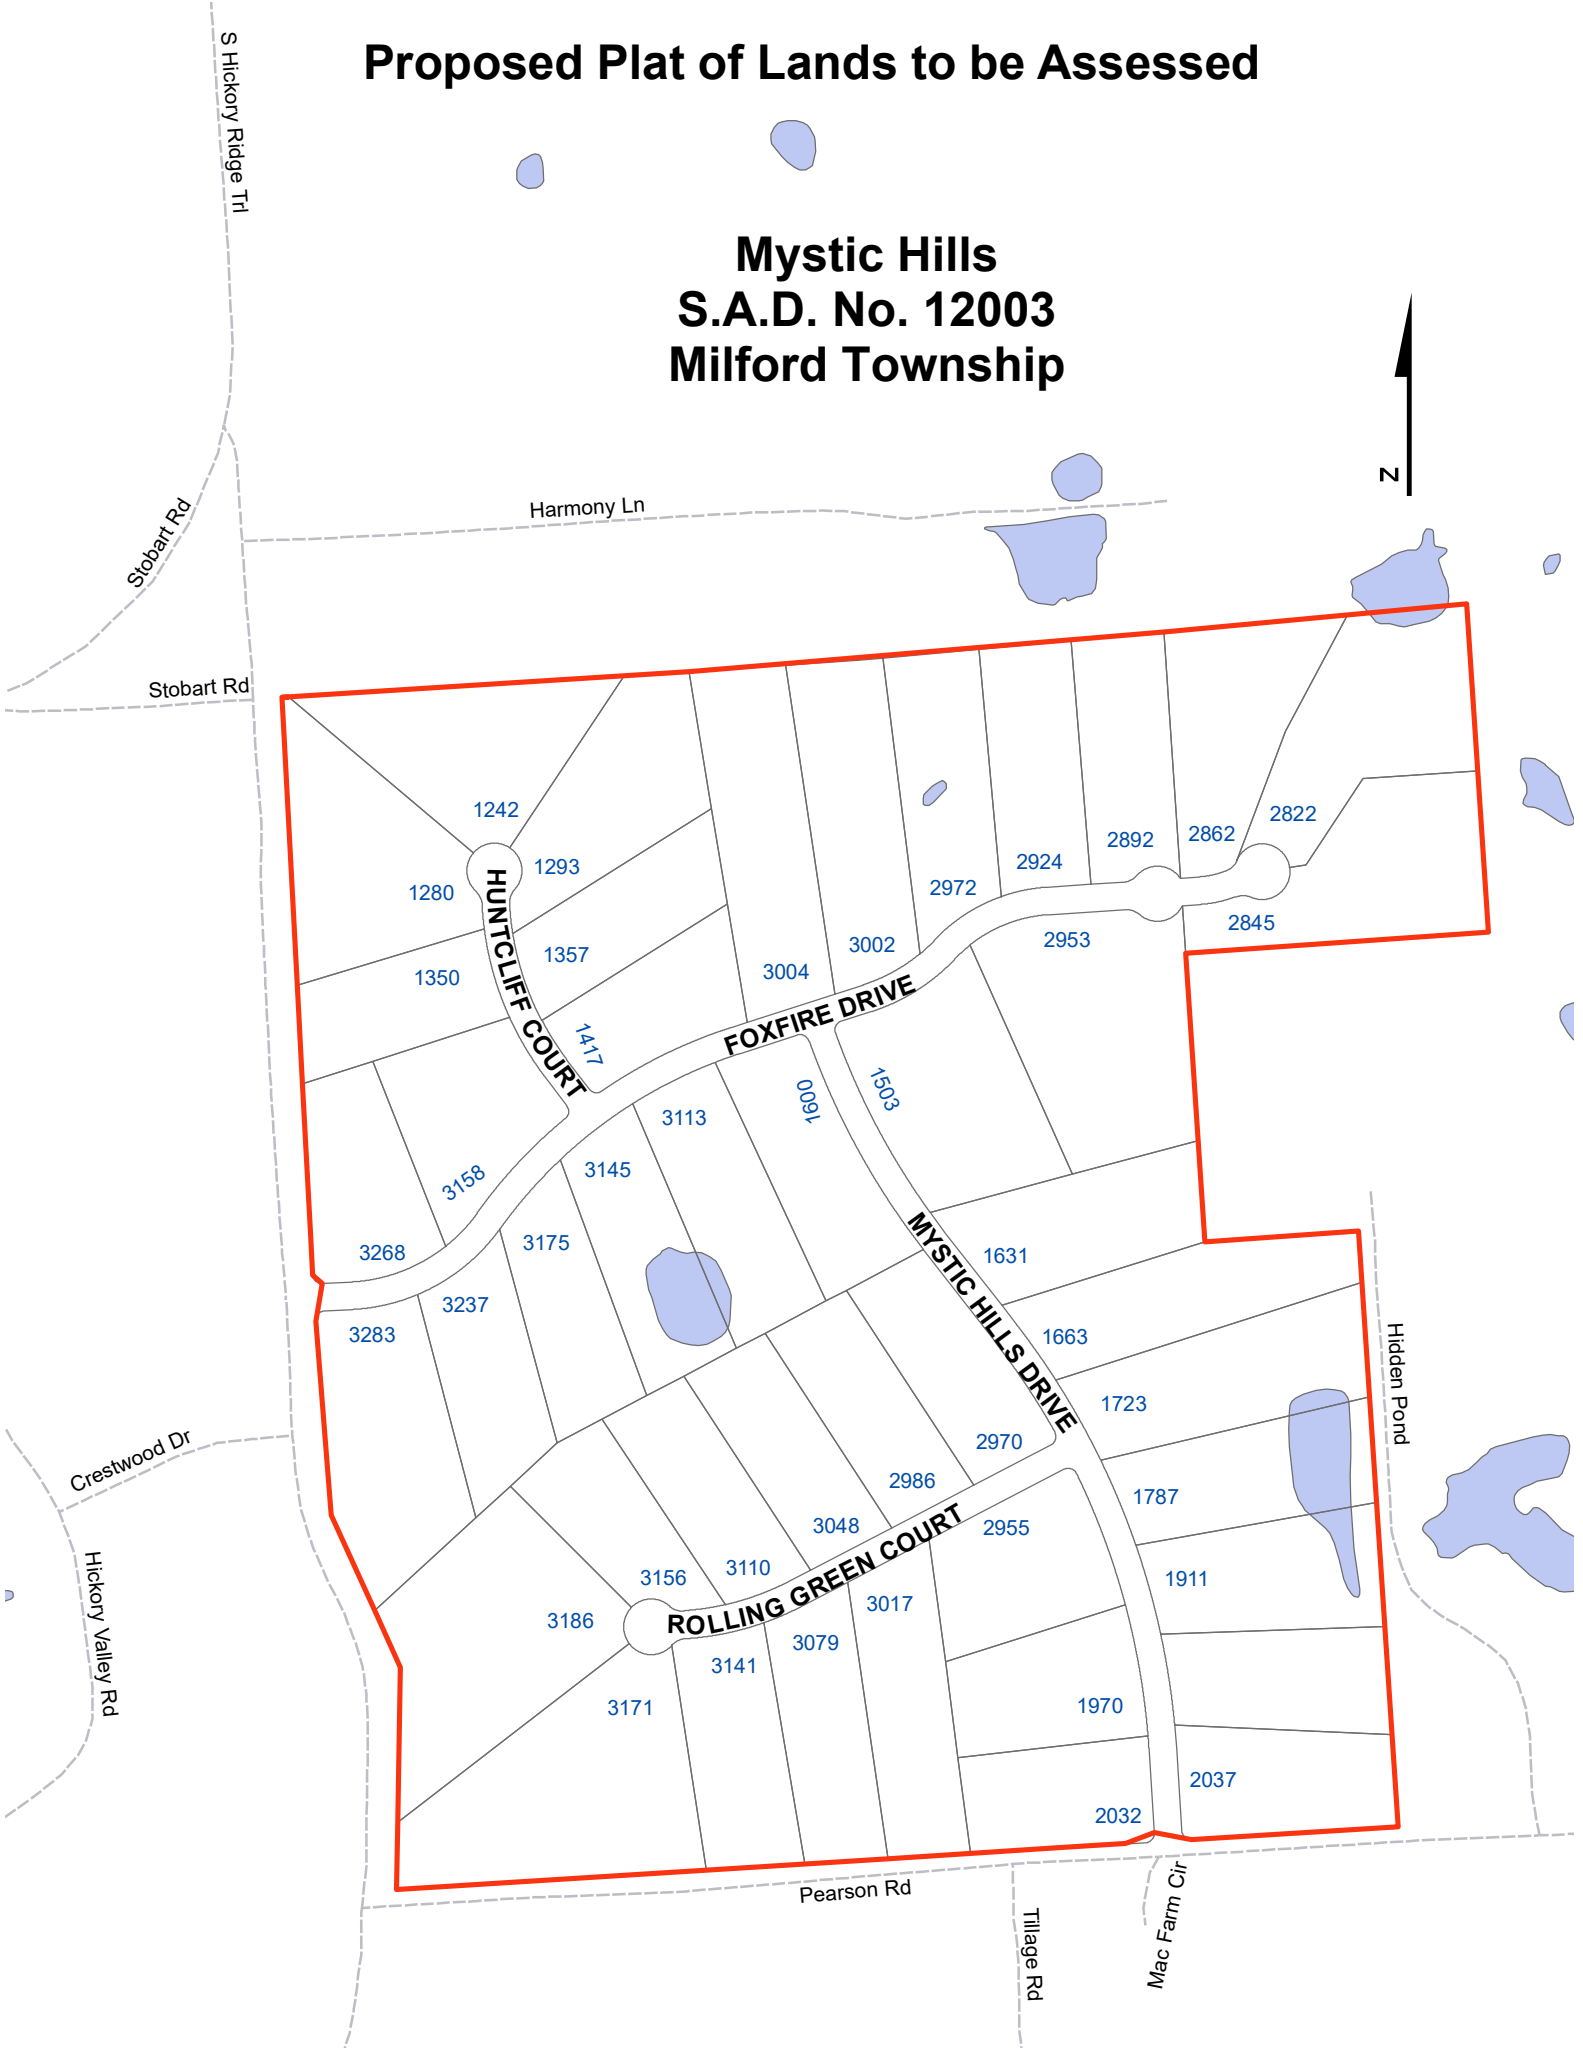 Proposed Plat of Lands to be Assessed
S Hickory Ridge Trl
Mystic Hills
S.A.D. No. 12003
Milford Township
N
Harmony Ln
Stobart Rd
Stobart Rd
1242
2822
2862
2892
2924
1293
1280
2972
2845
2953
3002
1357
1350
3004
HUNTCLIFF COURT
FOXFIRE DRIVE
1417
1503
1600
3113
3145
3158
3175
3268
1631
MYSTIC HILLS DRIVE
3237
3283
1663
Hidden Pond
1723
2970
Crestwood Dr
2986
1787
3048
2955
3110
3156
1911
3017
3186
ROLLING GREEN COURT
3079
Hickory Valley Rd
3141
3171
1970
2037
2032
Pearson Rd
Tillage Rd
Mac Farm Cir